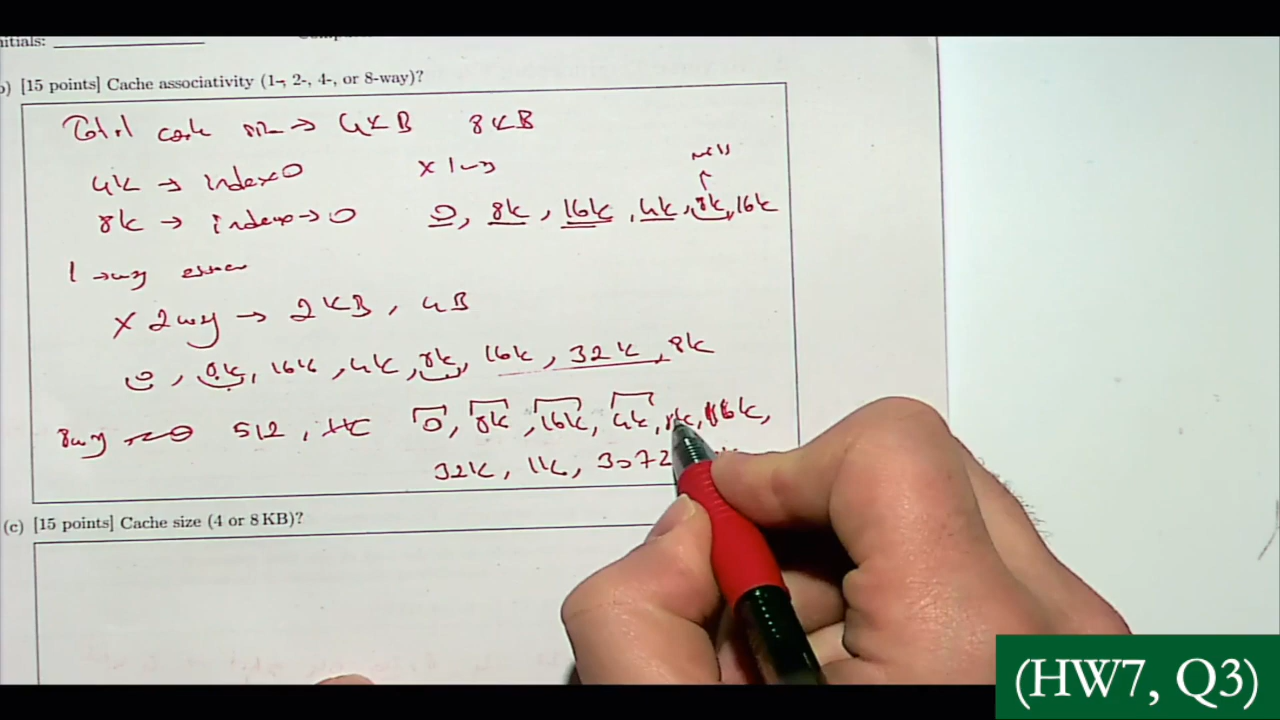 nitials:
[15 points] Cache associativity (1-, 2-, 4-, or 8-way)?
Total cache size → 4KB 8KB
4k → index 0 x 1 way
8k → index → 0 0, 8k, 16k, 4k, 8k, 16k
1 → way
x 2 way → 2KB, 4B
0, 8k, 16k, 4k, 8k, 16k, 32k, 8k
8 way 512, 1k 0, 8k, 16k, 4k, 8k, 16k,
32k, 1k, 3072
(c) [15 points] Cache size (4 or 8 KB)?
(HW7, Q3)